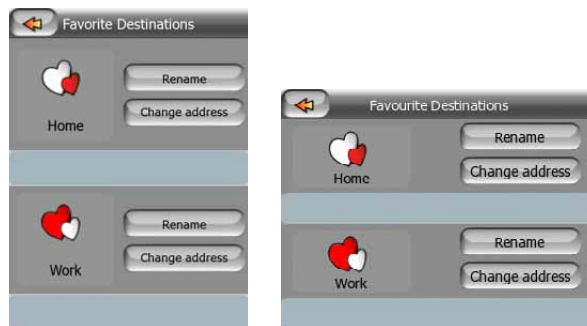 Favorite Destinations
Rename
Change address
Home
Rename
Change address
Work
Favourite Destinations
Rename
Change address
Home
Rename
Change address
Work